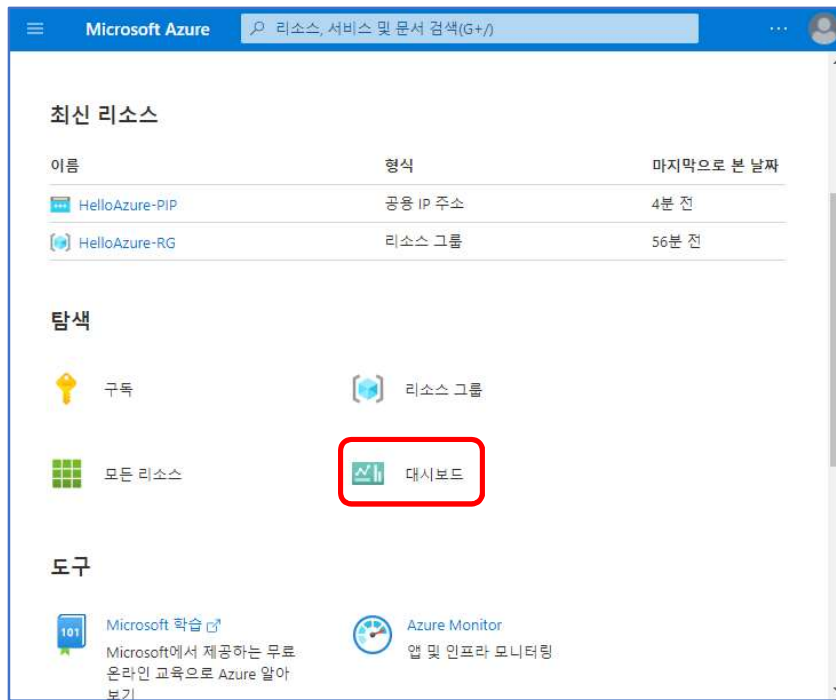 Microsoft Azure
리소스, 서비스 및 문서 검색(G+/)
최신 리소스
이름 형식 마지막으로 본 날짜
HelloAzure-PIP 공용 IP 주소 4분 전
HelloAzure-RG 리소스 그룹 56분 전
탐색
구독 리소스 그룹
모든 리소스 대시보드
도구
101
Microsoft 학습
Microsoft에서 제공하는 무료
온라인 교육으로 Azure 알아
보기
Azure Monitor
앱 및 인프라 모니터링